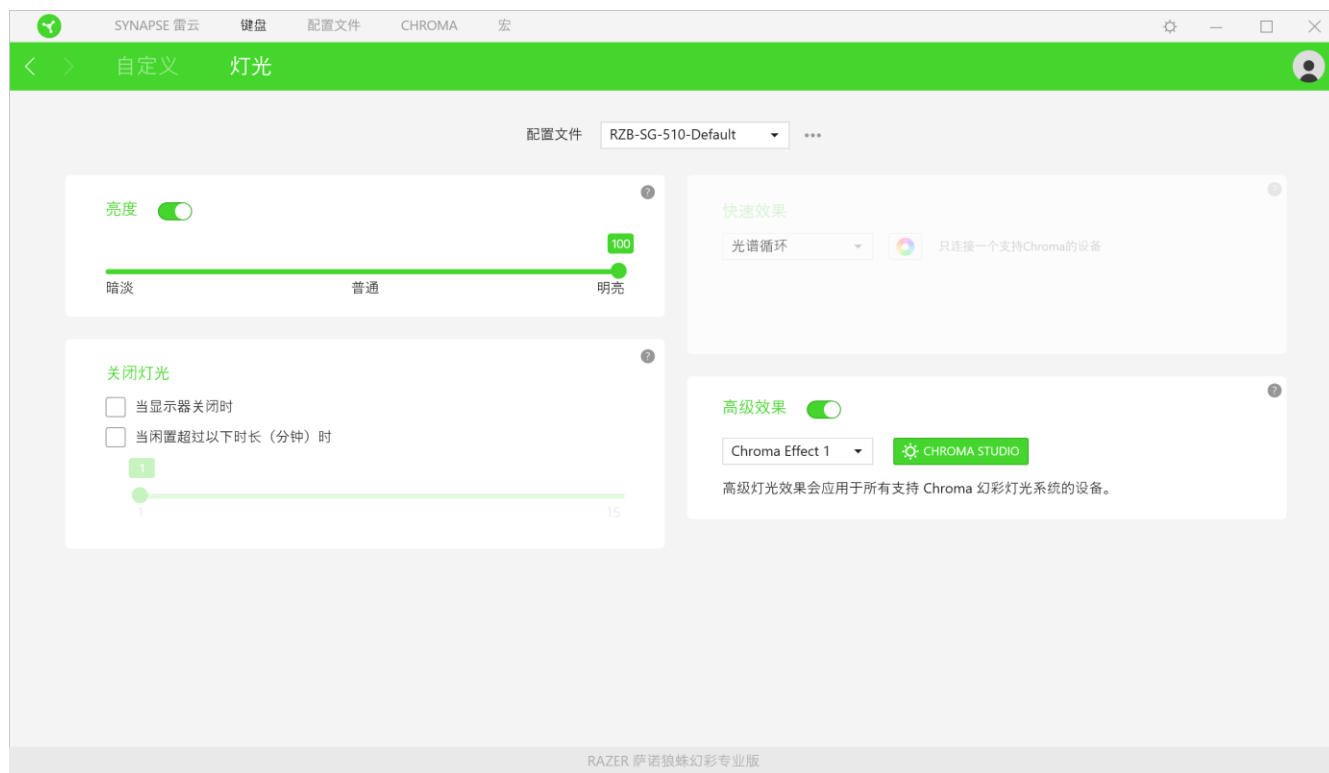 SYNAPSE 雷云 键盘 配置文件 CHROMA 宏
自定义 灯光
配置文件 RZB-SG-510-Default
亮度
100
暗淡 普通 明亮
快速效果
光谱循环 只连接一个支持Chroma的设备
关闭灯光
当显示器关闭时
当闲置超过以下时长（分钟）时
1
1 15
高级效果
Chroma Effect 1 CHROMA STUDIO
高级灯光效果会应用于所有支持 Chroma 幻彩灯光系统的设备。
RAZER 萨诺狼蛛幻彩专业版